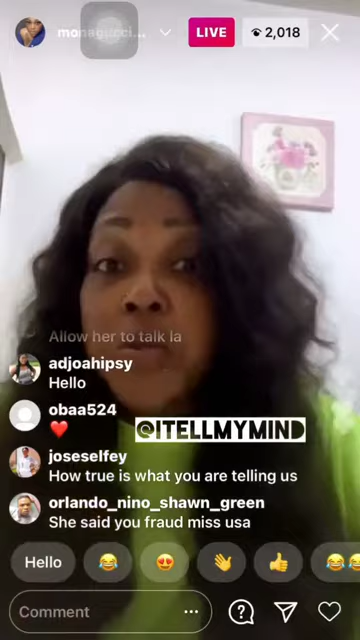 monagucci...
LIVE
2,018
Allow her to talk la
adjoahipsy
Hello
obaa524
@ITELLMYMIND
joseselfey
How true is what you are telling us
orlando_nino_shawn_green
She said you fraud miss usa
Hello
Comment